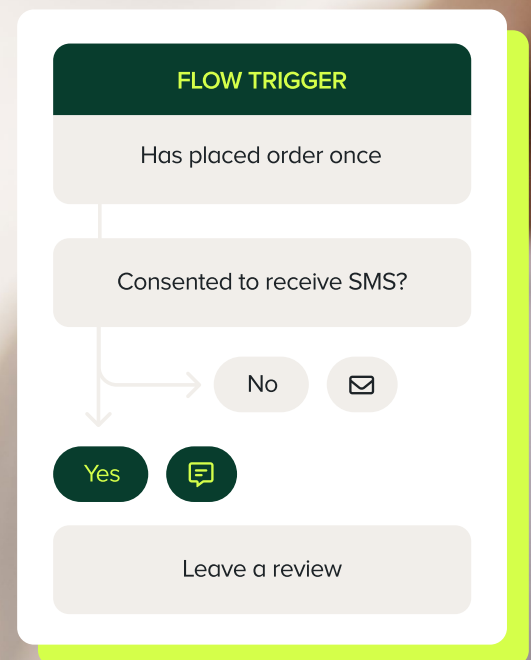 FLOW TRIGGER
Has placed order once
Consented to receive SMS?
No
Yes
Leave a review